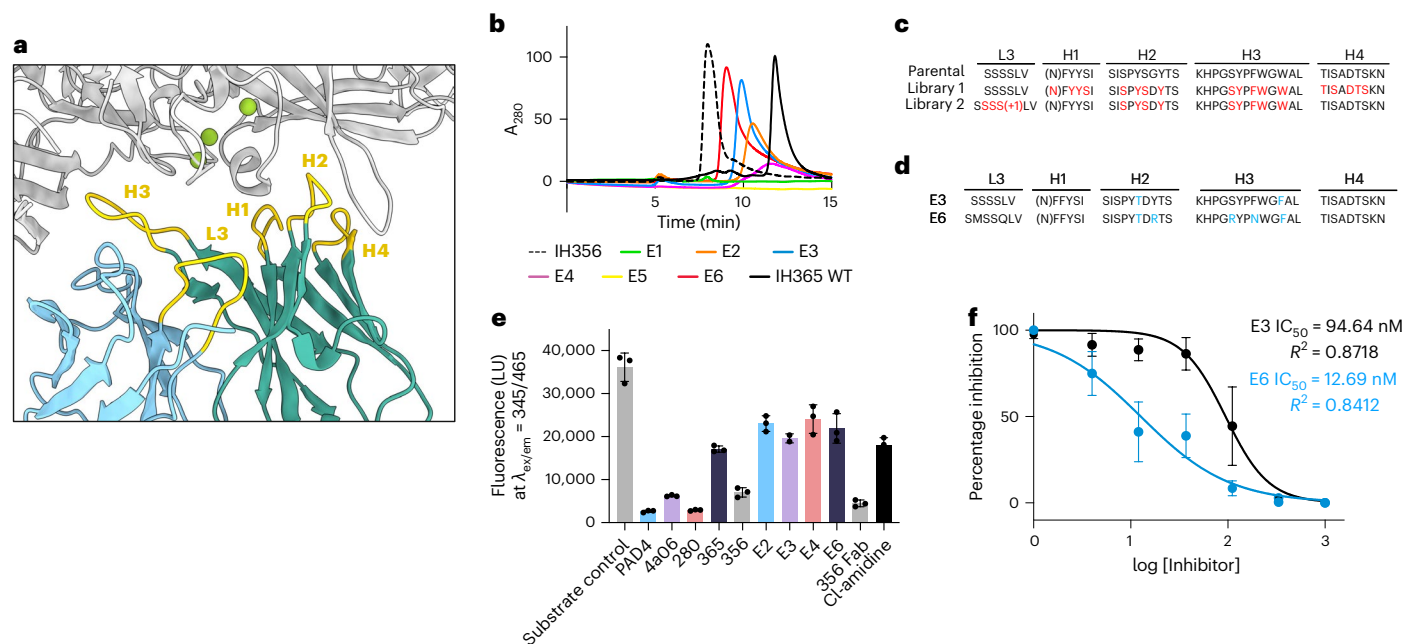 a
H3
H2
H1
L3
H4
b
A280
100
50
0
5
10
15
Time (min)
IH356 E1 E2 E3
E4 E5 E6 IH365 WT
c
L3 H1 H2 H3 H4
Parental SSSSLV (N)FYYSI SISPYSGYTS KHPGSYPFWGWAL TISADTSKN
Library 1 SSSSLV (N)FYYSI SISPYSDYTS KHPGSYPFWGWAL TISADTSKN
Library 2 SSSS(+1)LV (N)FYYSI SISPYSDYTS KHPGSYPFWGWAL TISADTSKN
d
L3 H1 H2 H3 H4
E3 SSSSLV (N)FFYSI SISPYTDYTS KHPGSYPFWGFAL TISADTSKN
E6 SMSSQLV (N)FFYSI SISPYTDRTS KHPGRYPNWGFAL TISADTSKN
e
Fluorescence (LU)
at λex/em = 345/465
40,000
30,000
20,000
10,000
0
Substrate control
PAD4
4a06
280
365
356
E2
E3
E4
E6
356 Fab
Cl-amidine
f
Percentage inhibition
100
50
0
0
1
2
3
log [Inhibitor]
E3 IC50 = 94.64 nM
R2 = 0.8718
E6 IC50 = 12.69 nM
R2 = 0.8412